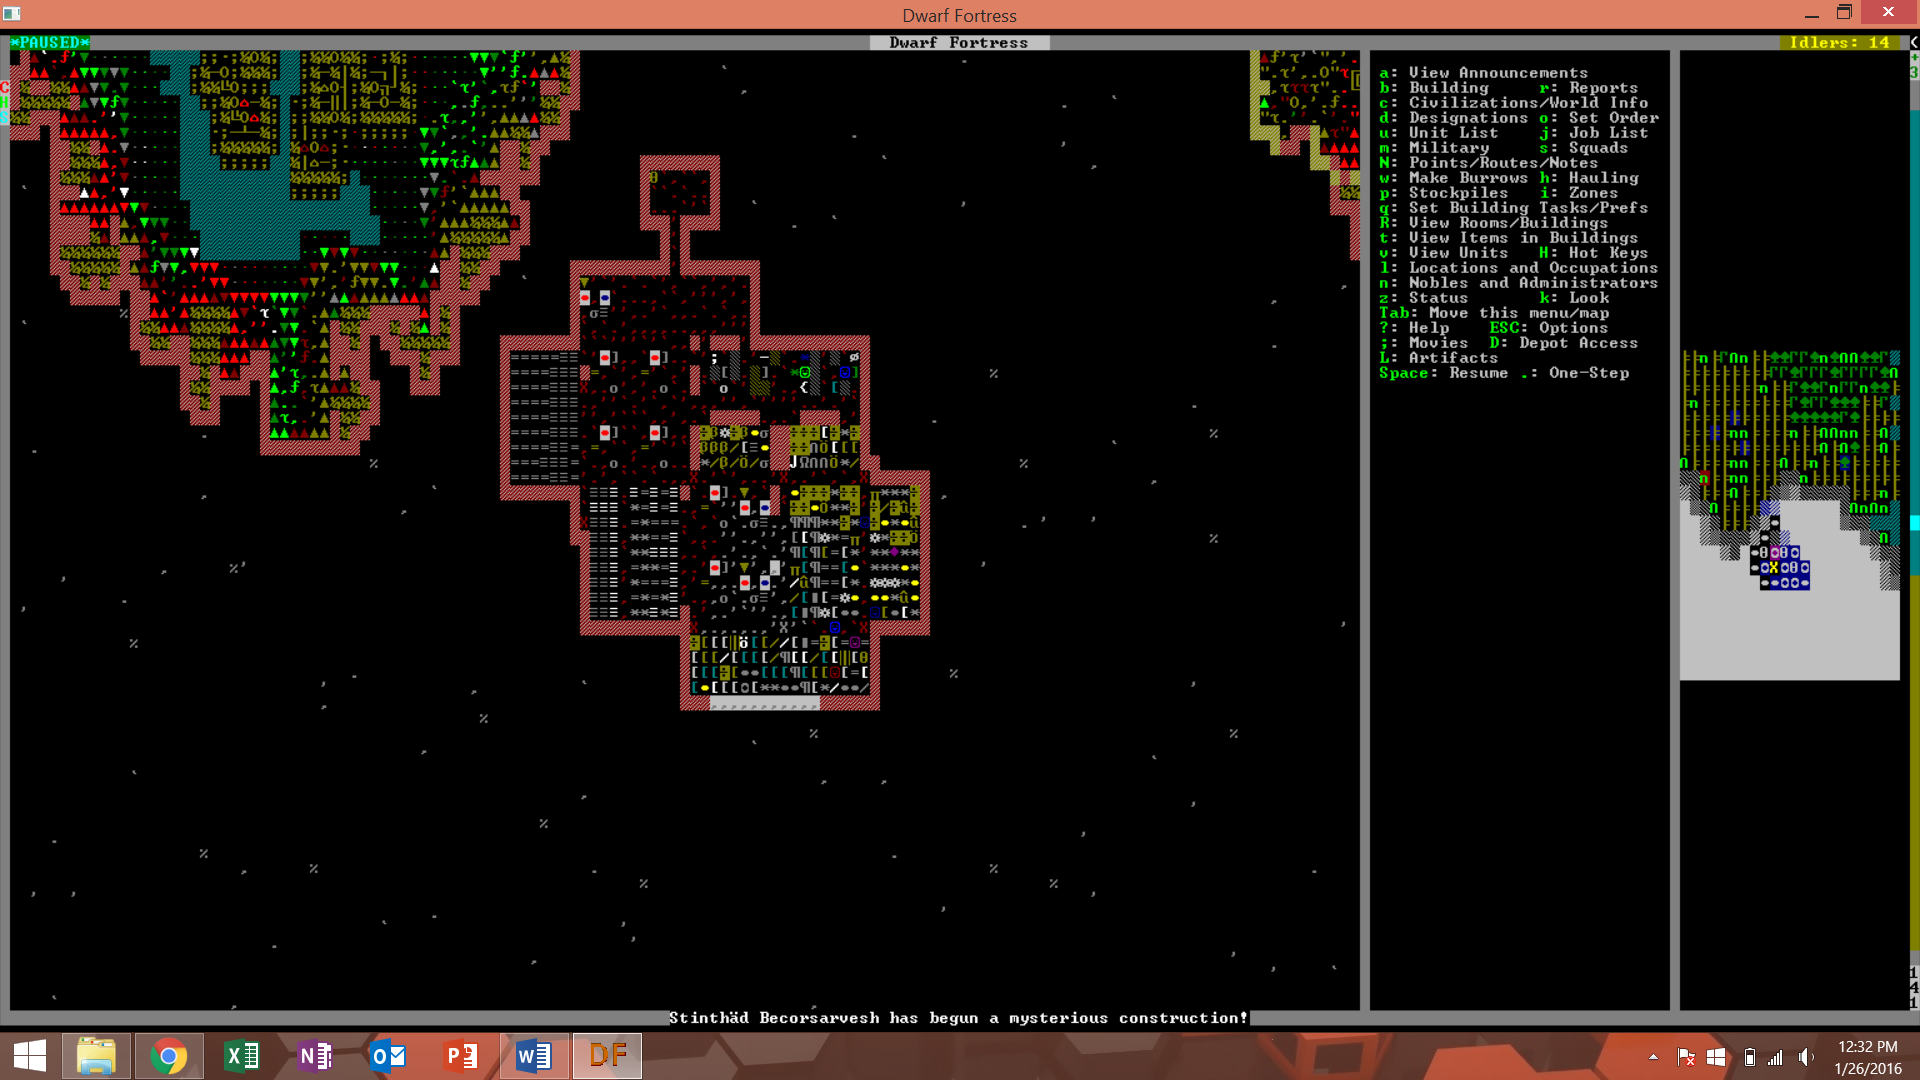 Dwarf Fortress
*PAUSED*
Dwarf Fortress
Idlers: 14
a: View Announcements
b: Building r: Reports
c: Civilizations/World Info
d: Designations o: Set Order
u: Unit List j: Job List
m: Military s: Squads
N: Points/Routes/Notes
w: Make Burrows h: Hauling
p: Stockpiles i: Zones
q: Set Building Tasks/Prefs
R: View Rooms/Buildings
t: View Items in Buildings
v: View Units H: Hot Keys
l: Locations and Occupations
n: Nobles and Administrators
z: Status k: Look
Tab: Move this menu/map
?: Help ESC: Options
;: Movies D: Depot Access
L: Artifacts
Space: Resume .: One-Step
Stinthäd Becorsarvesh has begun a mysterious construction!
DF
12:32 PM
1/26/2016